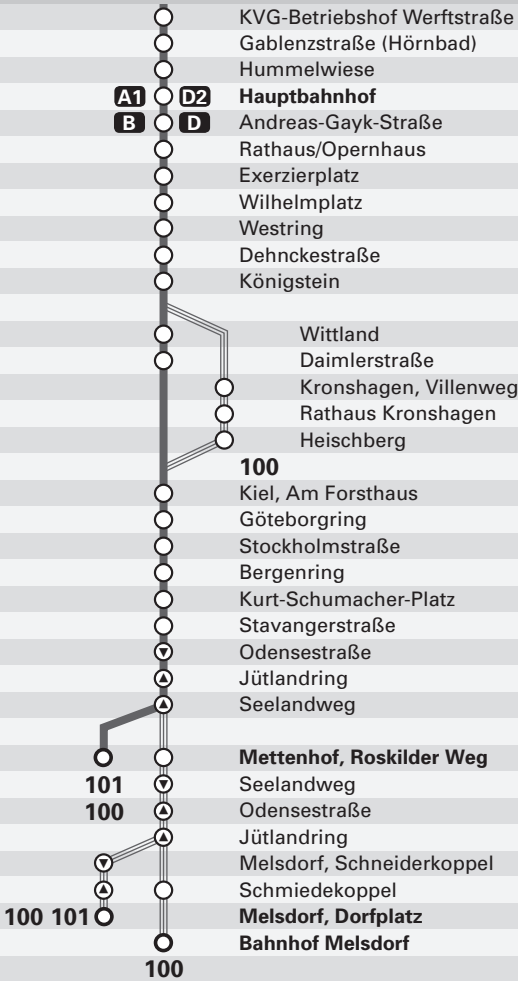 KVG-Betriebshof Werftstraße
Gablenzstraße (Hörnbad)
Hummelwiese
A1 D2 Hauptbahnhof
B D Andreas-Gayk-Straße
Rathaus/Opernhaus
Exerzierplatz
Wilhelmplatz
Westring
Dehnckestraße
Königstein
Wittland
Daimlerstraße
Kronshagen, Villenweg
Rathaus Kronshagen
Heischberg
100
Kiel, Am Forsthaus
Göteborgring
Stockholmstraße
Bergenring
Kurt-Schumacher-Platz
Stavangerstraße
Odensestraße
Jütlandring
Seelandweg
Mettenhof, Roskilder Weg
101 Seelandweg
100 Odensestraße
Jütlandring
Melsdorf, Schneiderkoppel
Schmiedekoppel
100 101 Melsdorf, Dorfplatz
Bahnhof Melsdorf
100